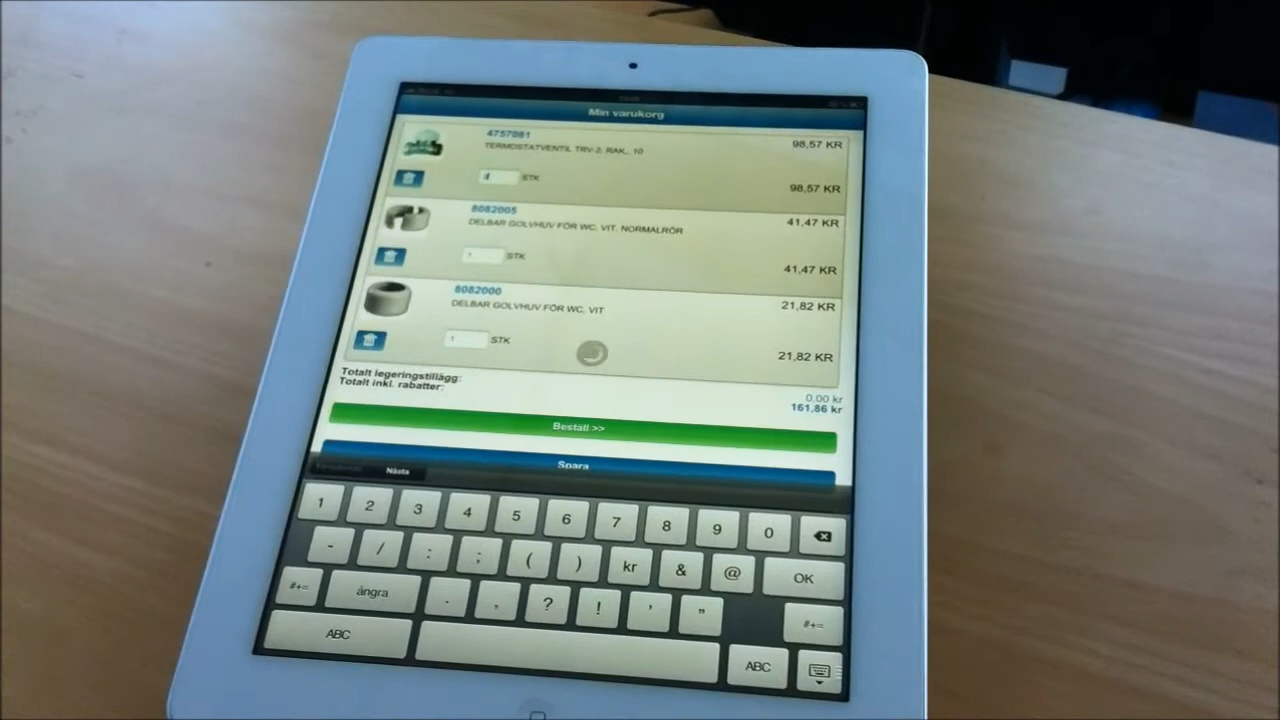 Min varukorg
4757081
98,57 KR
TERMOSTATVENTIL TRV-2, RAK, 10
STK
98,57 KR
8082005
41,47 KR
DELBAR GOLVHUV FÖR WC, VIT, NORMALRÖR
1 STK
41,47 KR
8082000
21,82 KR
DELBAR GOLVHUV FÖR WC, VIT
1 STK
21,82 KR
Totalt legeringstillägg: 0,00 kr
Totalt inkl. rabatter: 161,86 kr
Beställ >>
Spara
Nästa
1 2 3 4 5 6 7 8 9 0
- / : ; ( ) kr & @ OK
#+= ångra . , ? ! ' " #+=
ABC ABC